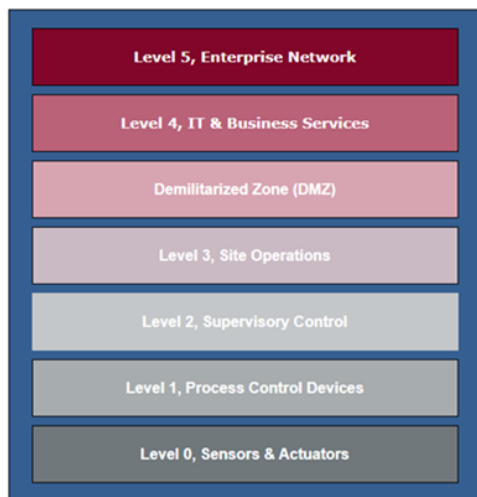 Level 5, Enterprise Network
Level 4, IT & Business Services
Demilitarized Zone (DMZ)
Level 3, Site Operations
Level 2, Supervisory Control
Level 1, Process Control Devices
Level 0, Sensors & Actuators